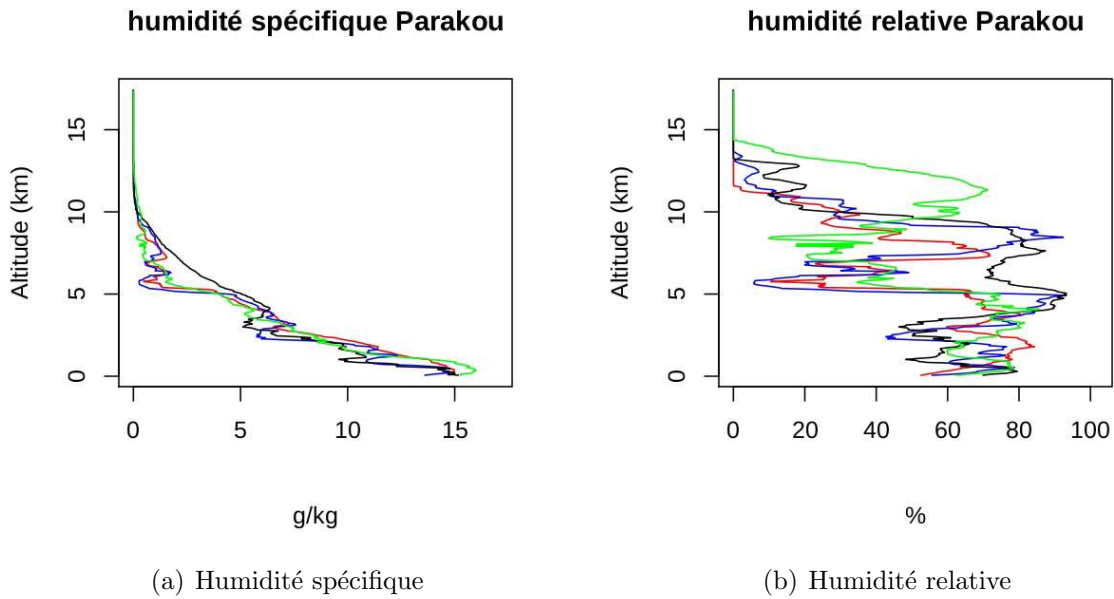 humidité spécifique Parakou
Altitude (km)
15
10
5
0
0 5 10 15
g/kg
(a) Humidité spécifique
humidité relative Parakou
Altitude (km)
15
10
5
0
0 20 40 60 80 100
%
(b) Humidité relative